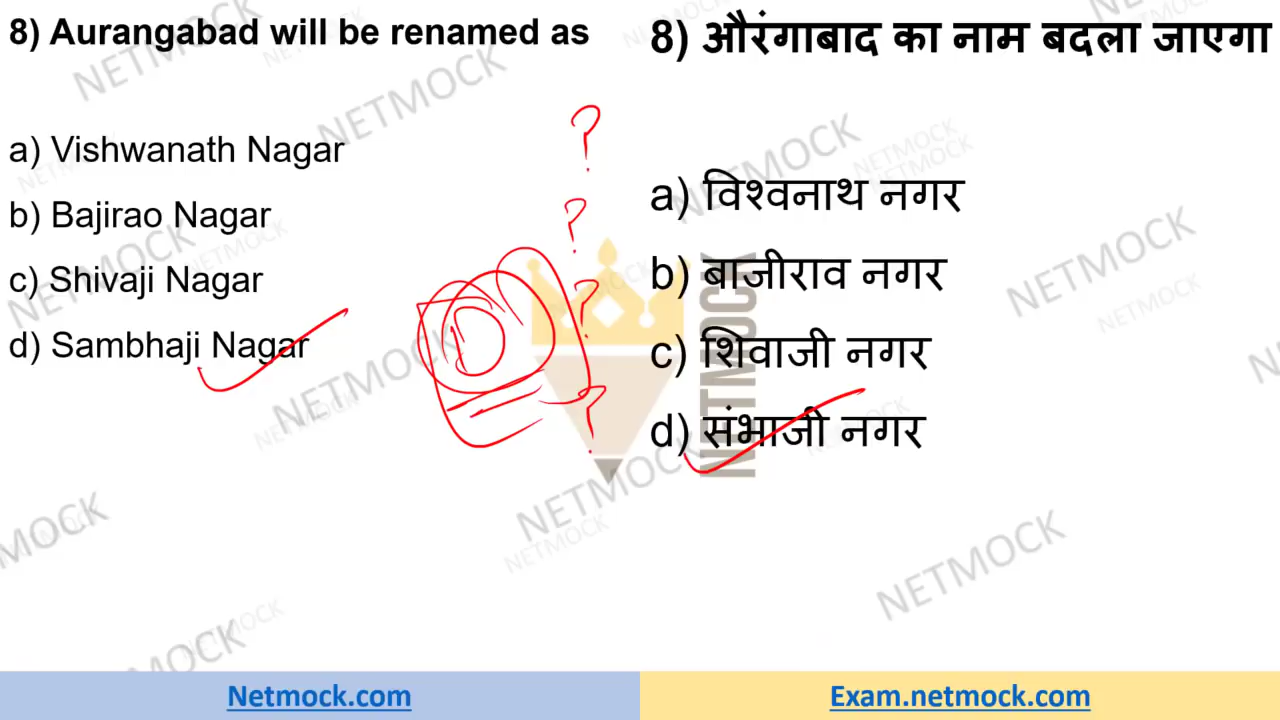 8) Aurangabad will be renamed as
a) Vishwanath Nagar
b) Bajirao Nagar
c) Shivaji Nagar
d) Sambhaji Nagar
8) औरंगाबाद का नाम बदला जाएगा
a) विश्वनाथ नगर
b) बाजीराव नगर
c) शिवाजी नगर
d) संभाजी नगर
?
?
?
?
D
NETMOCK
Netmock.com
Exam.netmock.com